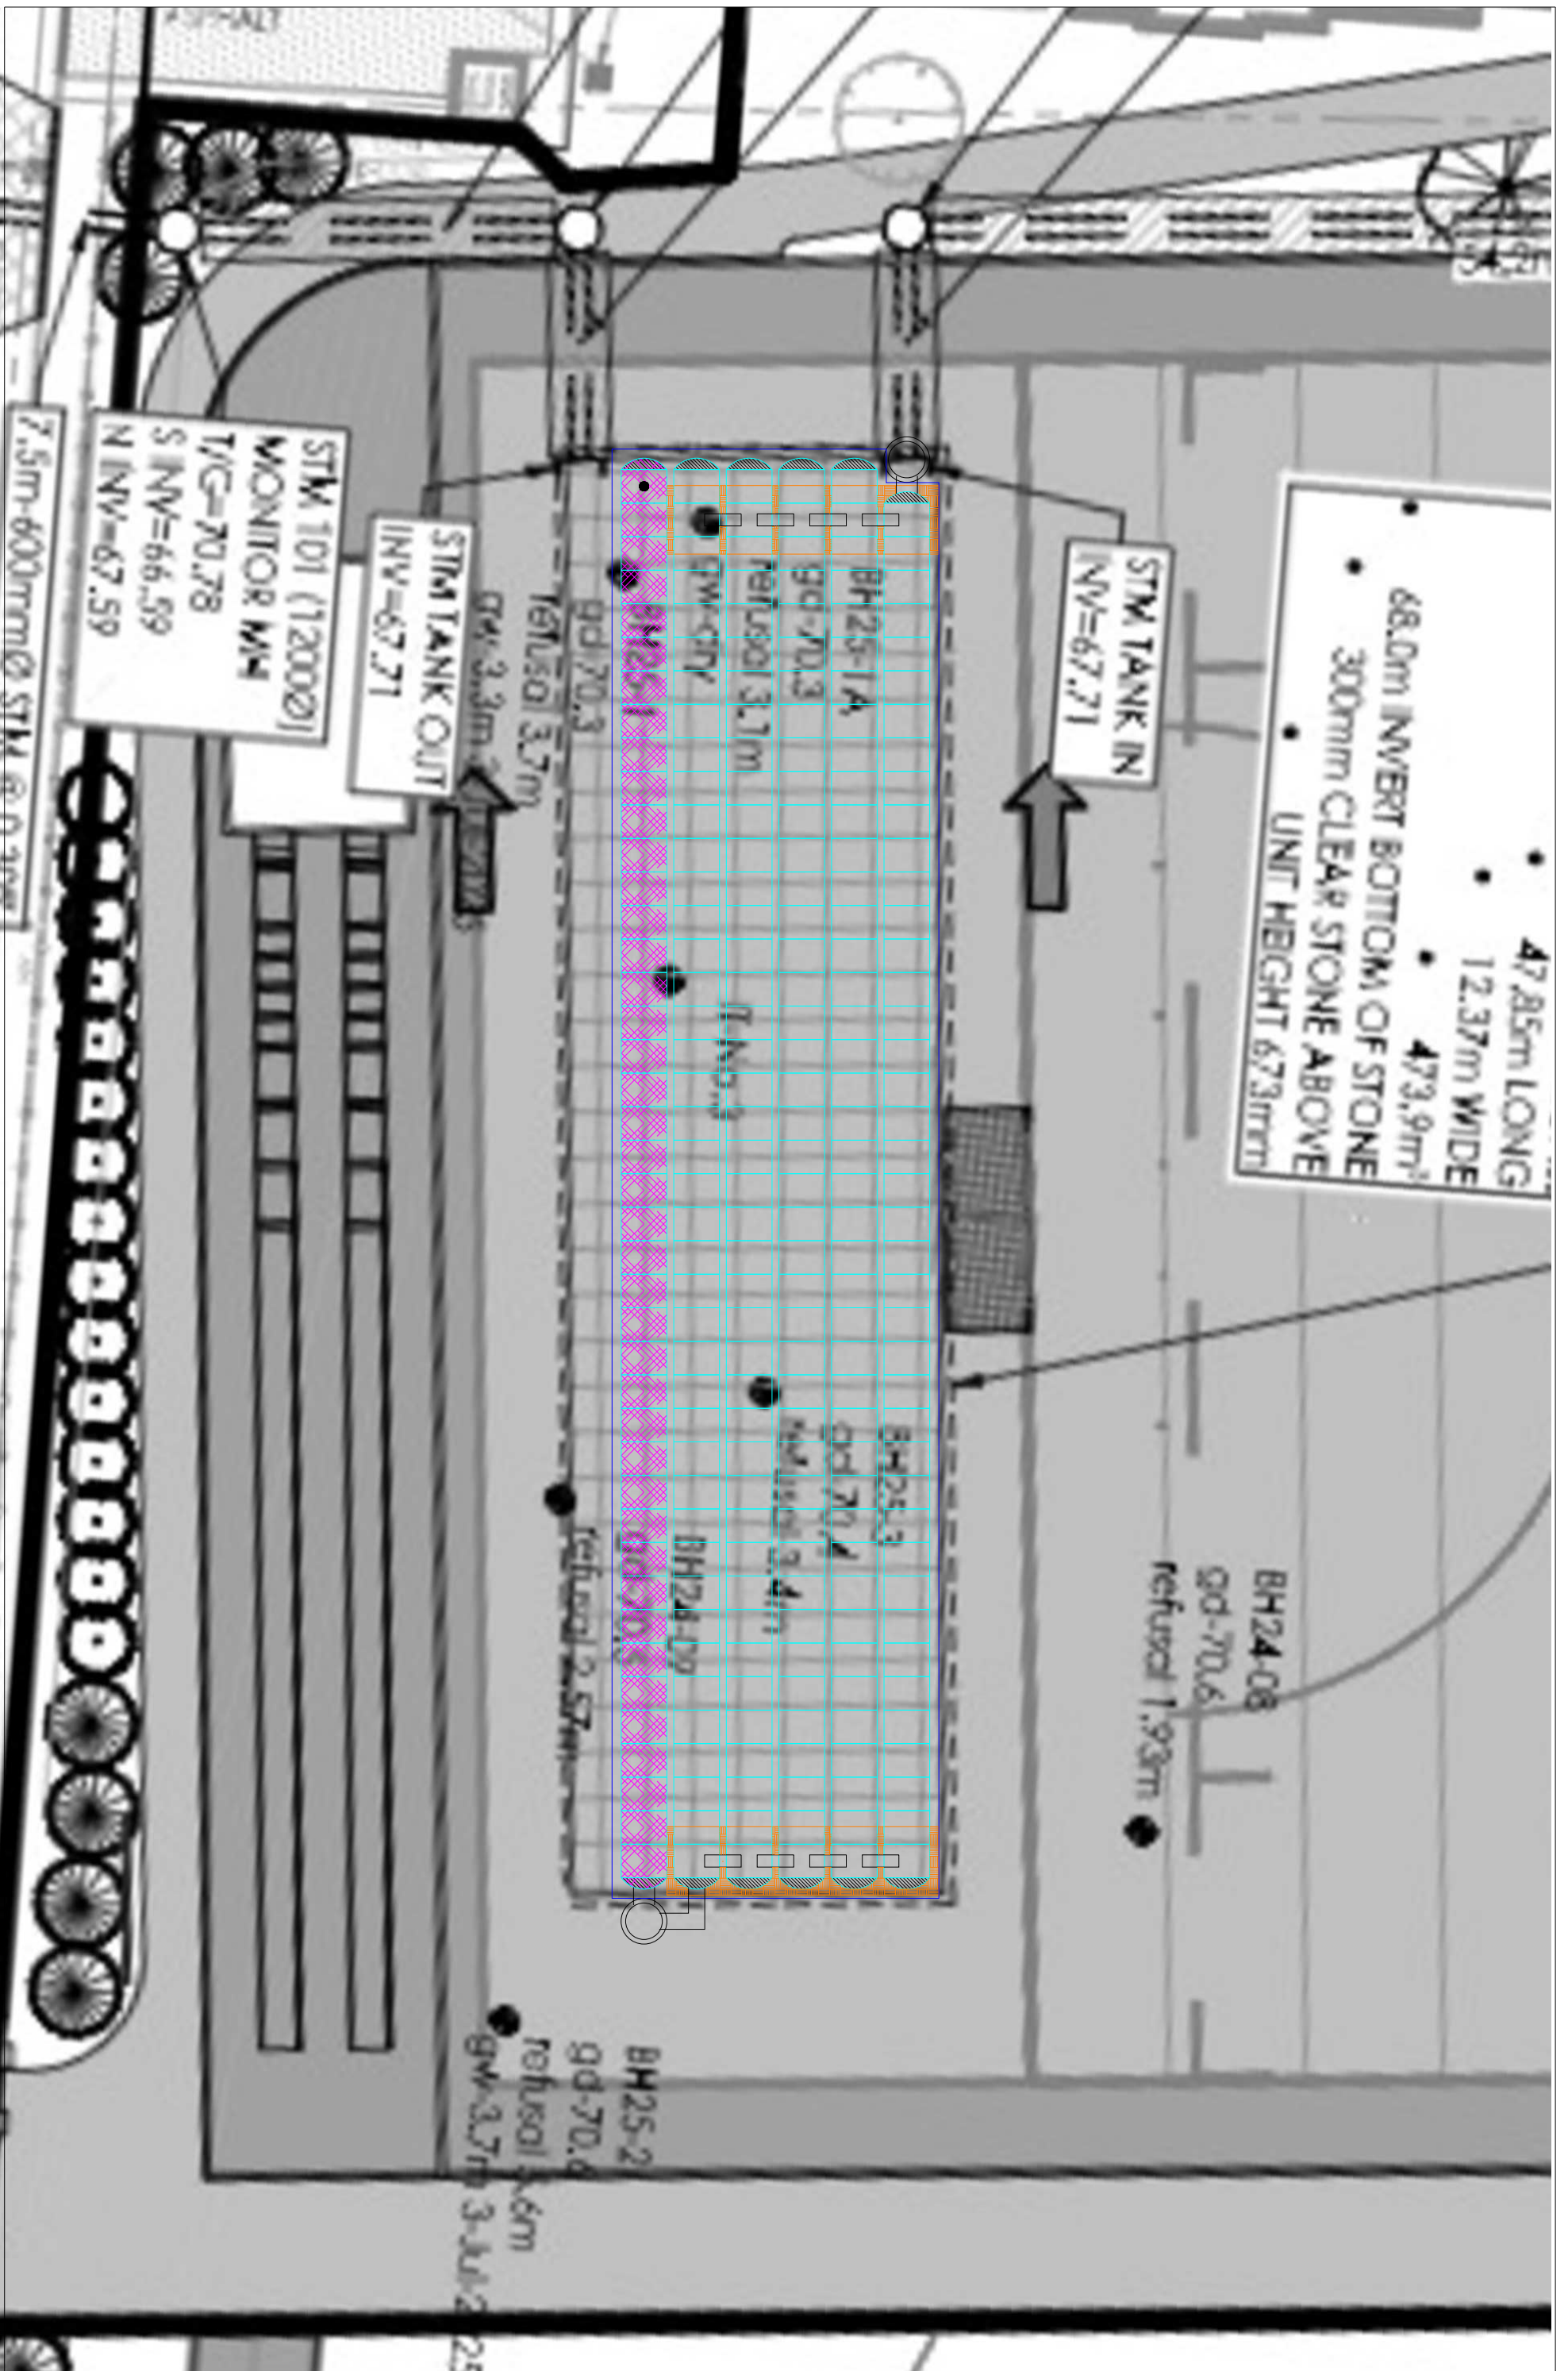 ASPHALT
7.5m-600mmØ STM @ 0.30%
STM 101 (1200Ø)
MONITOR MH
T/G=70.78
S INV=66.59
N INV=67.59
STM TANK OUT
INV=67.71
STM TANK IN
INV=67.71
47.85m LONG
12.37m WIDE
473.9m³
68.0m INVERT BOTTOM OF STONE
300mm CLEAR STONE ABOVE
UNIT HEIGHT 673mm
BH25-1A
gd-70.3
refusal 3.1m
gw-dry
BH25-1
gd-70.3
refusal 3.7m
gw-3.3m
BH25-3
gd-70.4
refusal 3.4m
BH24-09
refusal 2.57m
BH24-08
gd-70.6
refusal 1.93m
BH25-2
gd-70.6
refusal 3.6m
gw-3.7m 3-Jul-2025